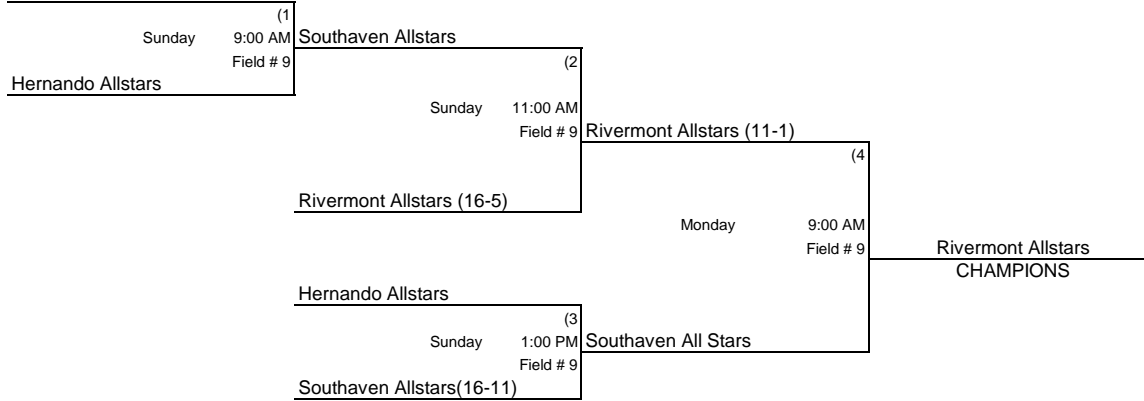 (1
Sunday 9:00 AM Southaven Allstars
Field # 9 (2
Hernando Allstars
Sunday 11:00 AM
Field # 9 Rivermont Allstars (11-1)
(4
Rivermont Allstars (16-5)
Monday 9:00 AM
Field # 9 Rivermont Allstars
CHAMPIONS
Hernando Allstars
(3
Sunday 1:00 PM Southaven All Stars
Field # 9
Southaven Allstars(16-11)